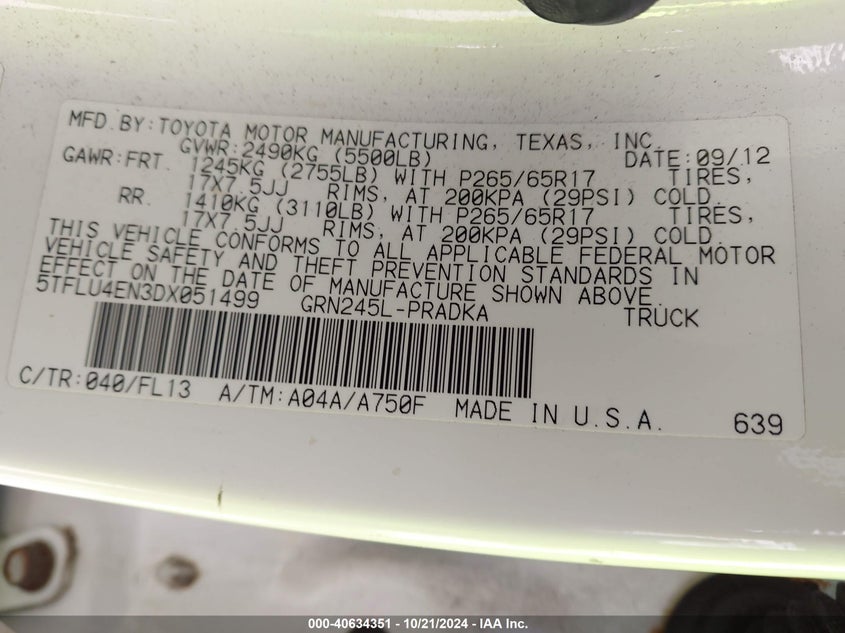 MFD. BY: TOYOTA MOTOR MANUFACTURING, TEXAS, INC.
GVWR: 2490KG (5500LB) DATE: 09/12
GAWR: FRT. 1245KG (2755LB) WITH P265/65R17 TIRES,
17X7.5JJ RIMS, AT 200KPA (29PSI) COLD.
RR. 1410KG (3110LB) WITH P265/65R17 TIRES,
17X7.5JJ RIMS, AT 200KPA (29PSI) COLD.
THIS VEHICLE CONFORMS TO ALL APPLICABLE FEDERAL MOTOR
VEHICLE SAFETY AND THEFT PREVENTION STANDARDS IN
EFFECT ON THE DATE OF MANUFACTURE SHOWN ABOVE.
5TFLU4EN3DX051499 GRN245L-PRADKA TRUCK
C/TR: 040/FL13 A/TM: A04A/A750F MADE IN U.S.A. 639
000-40634351 | 10/21/2024 | IAA Inc.